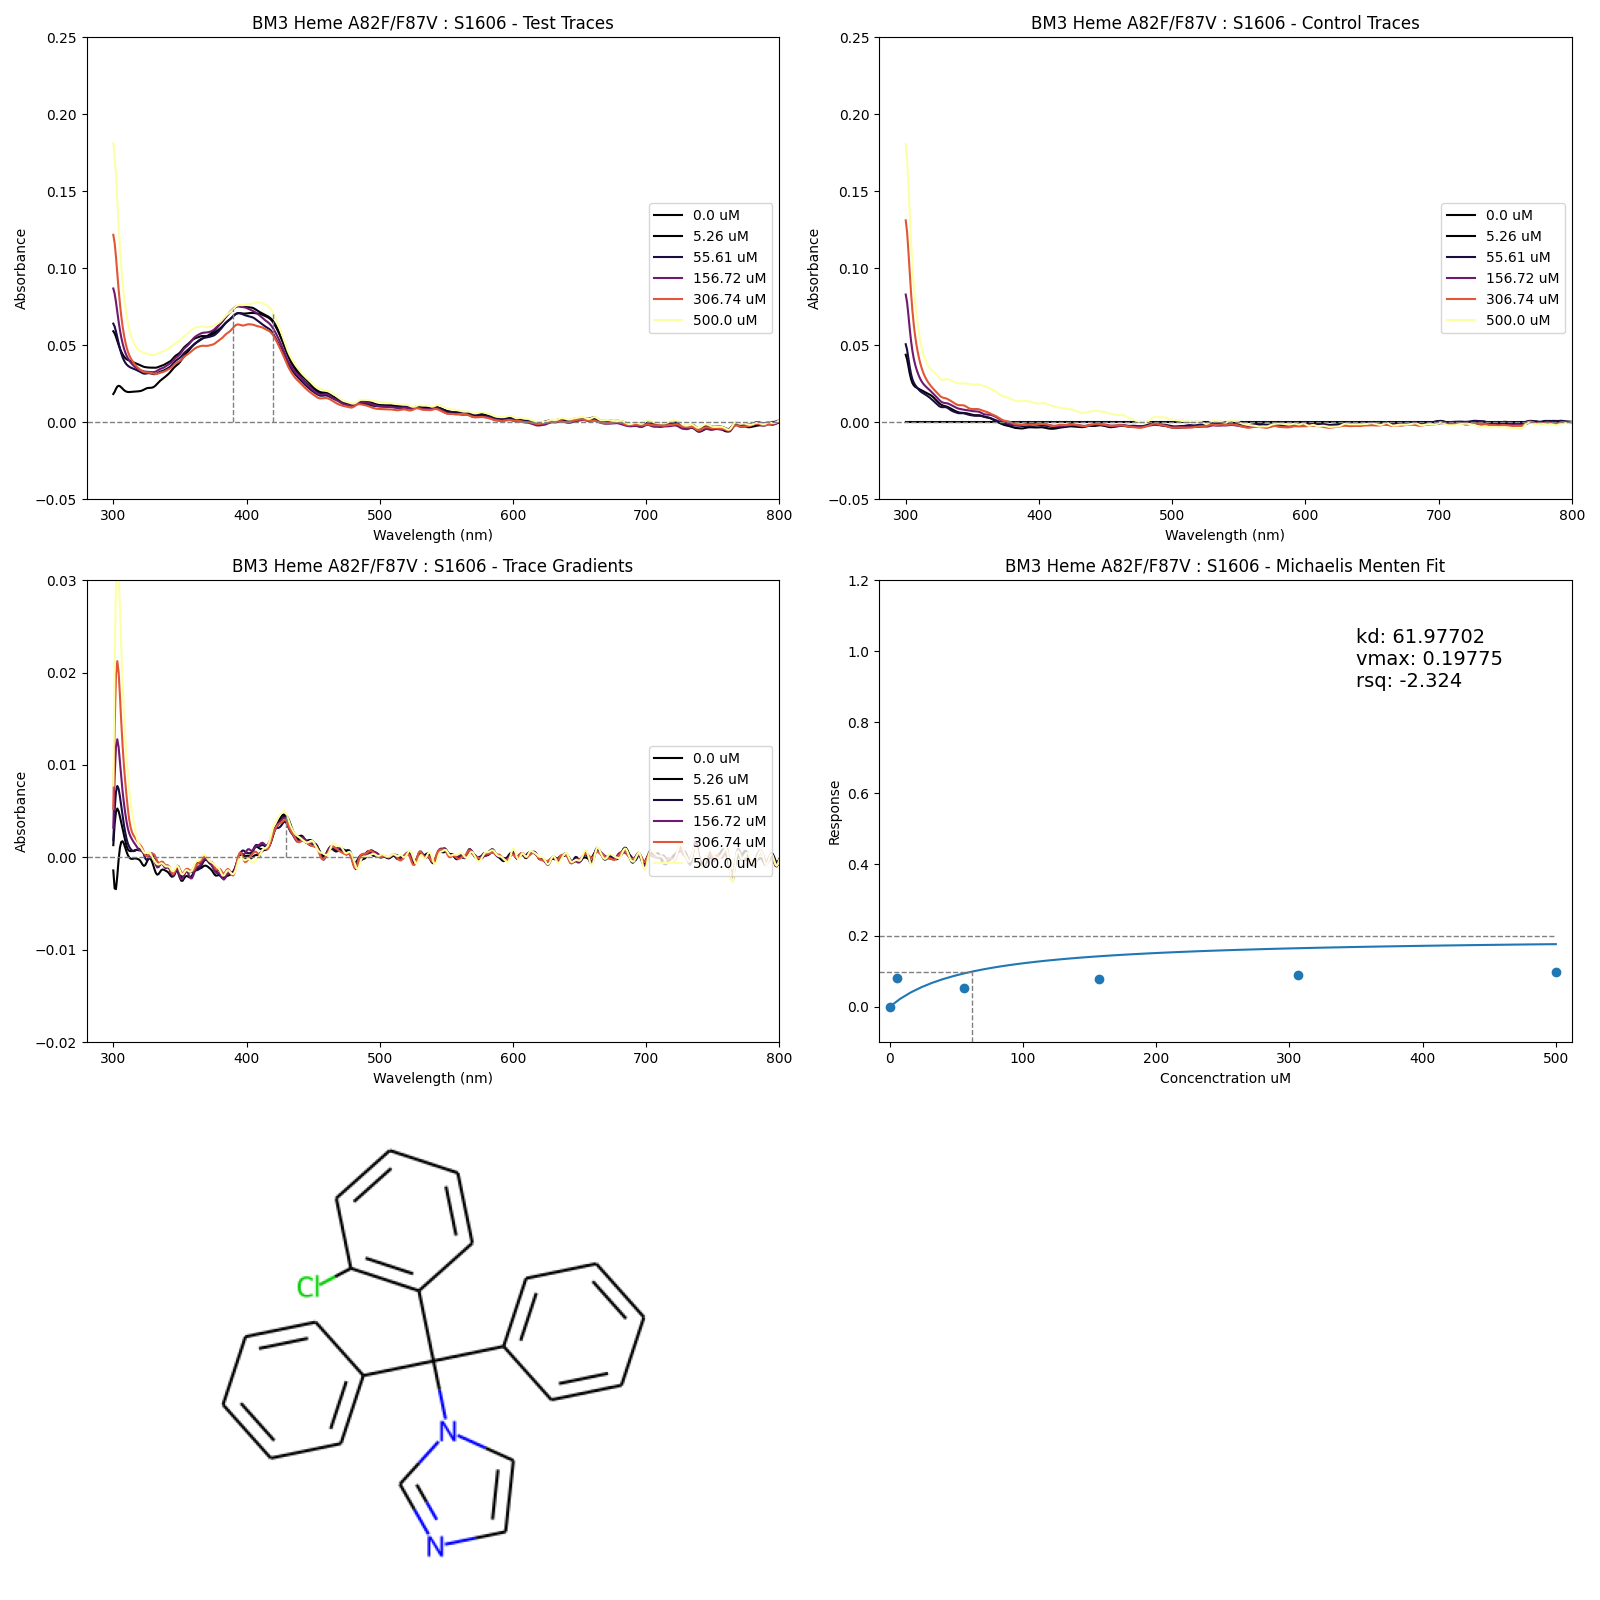 BM3 Heme A82F/F87V : S1606 - Test Traces
0.25
0.20
0.15
0.10
0.05
0.00
−0.05
Absorbance
300
400
500
600
700
800
Wavelength (nm)
0.0 uM
5.26 uM
55.61 uM
156.72 uM
306.74 uM
500.0 uM
BM3 Heme A82F/F87V : S1606 - Control Traces
0.25
0.20
0.15
0.10
0.05
0.00
−0.05
Absorbance
300
400
500
600
700
800
Wavelength (nm)
0.0 uM
5.26 uM
55.61 uM
156.72 uM
306.74 uM
500.0 uM
BM3 Heme A82F/F87V : S1606 - Trace Gradients
0.03
0.02
0.01
0.00
−0.01
−0.02
Absorbance
300
400
500
600
700
800
Wavelength (nm)
0.0 uM
5.26 uM
55.61 uM
156.72 uM
306.74 uM
500.0 uM
BM3 Heme A82F/F87V : S1606 - Michaelis Menten Fit
1.2
1.0
0.8
0.6
0.4
0.2
0.0
Response
0
100
200
300
400
500
Concenctration uM
kd: 61.97702
vmax: 0.19775
rsq: -2.324
Cl
N
N